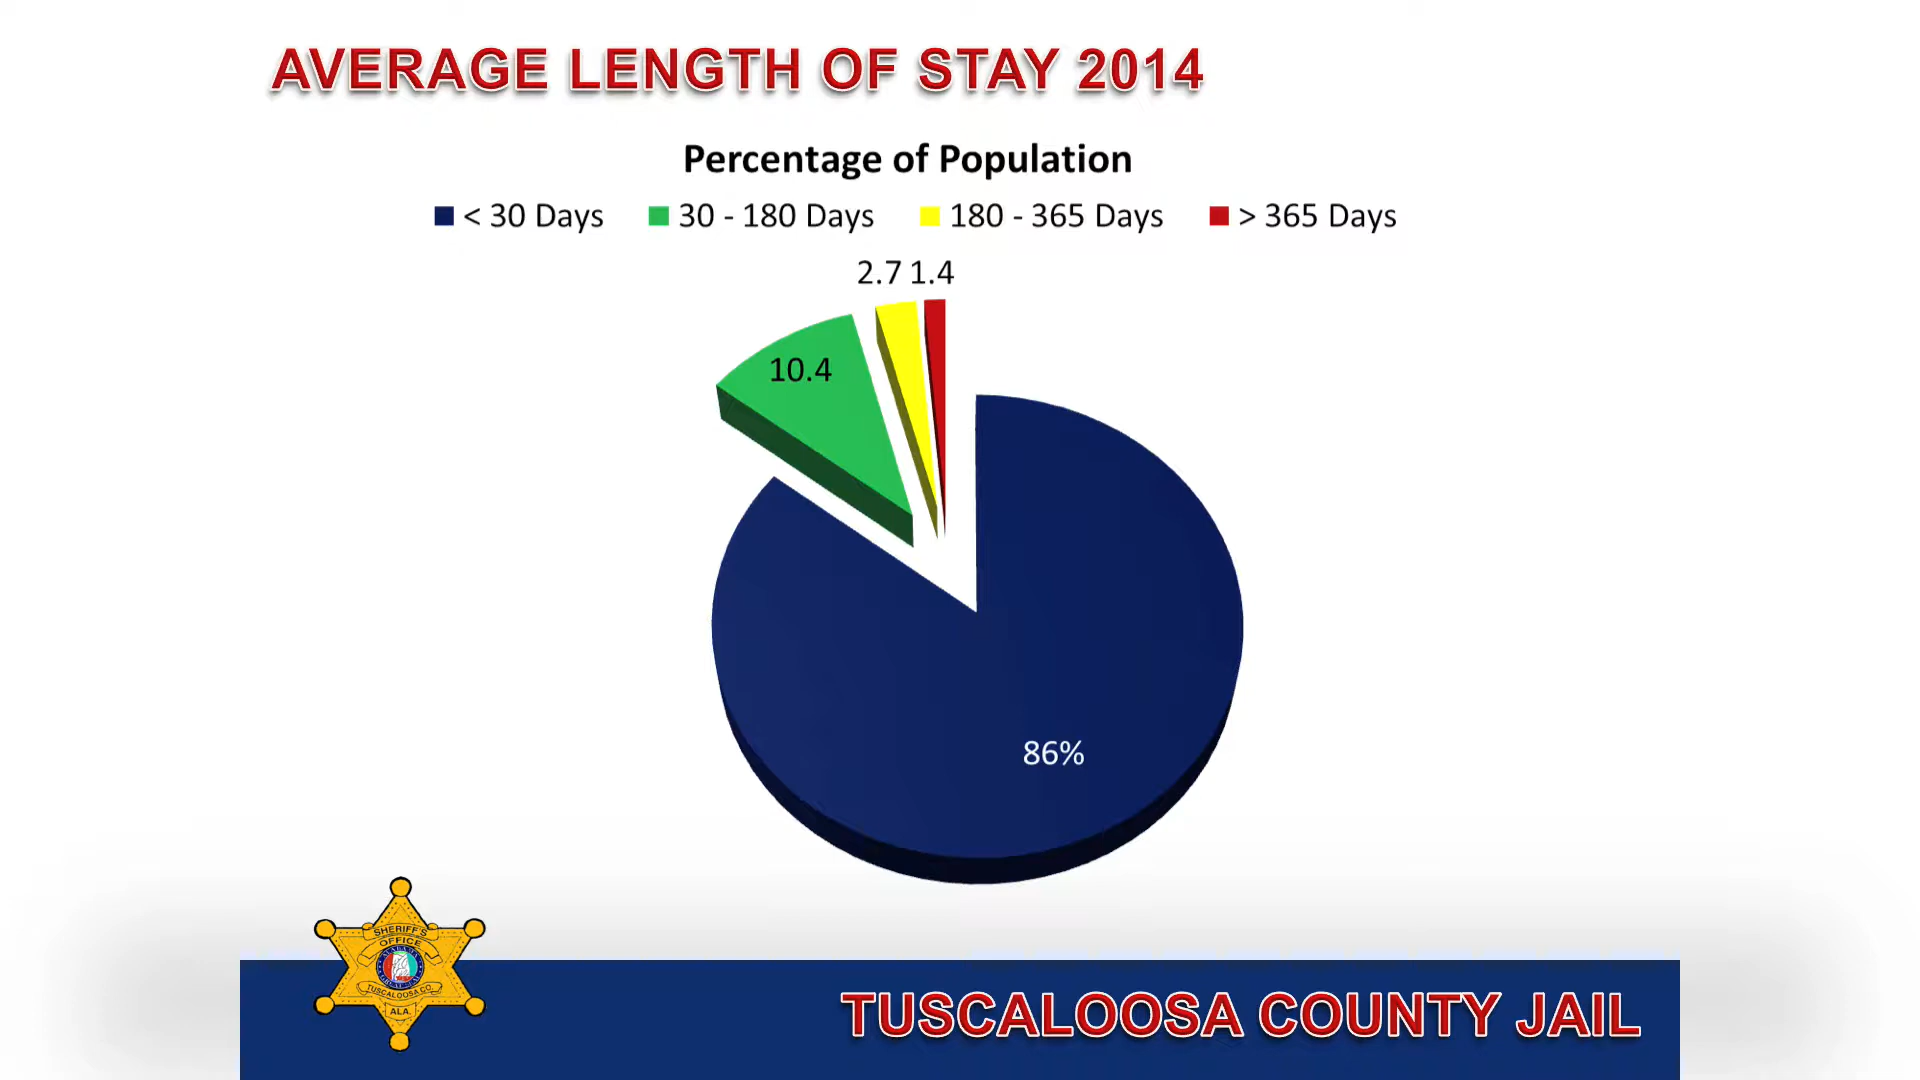 AVERAGE LENGTH OF STAY 2014
Percentage of Population
< 30 Days 30 - 180 Days 180 - 365 Days > 365 Days
2.7 1.4
10.4
86%
SHERIFF'S
OFFICE
TUSCALOOSA CO.
ALA.
TUSCALOOSA COUNTY JAIL